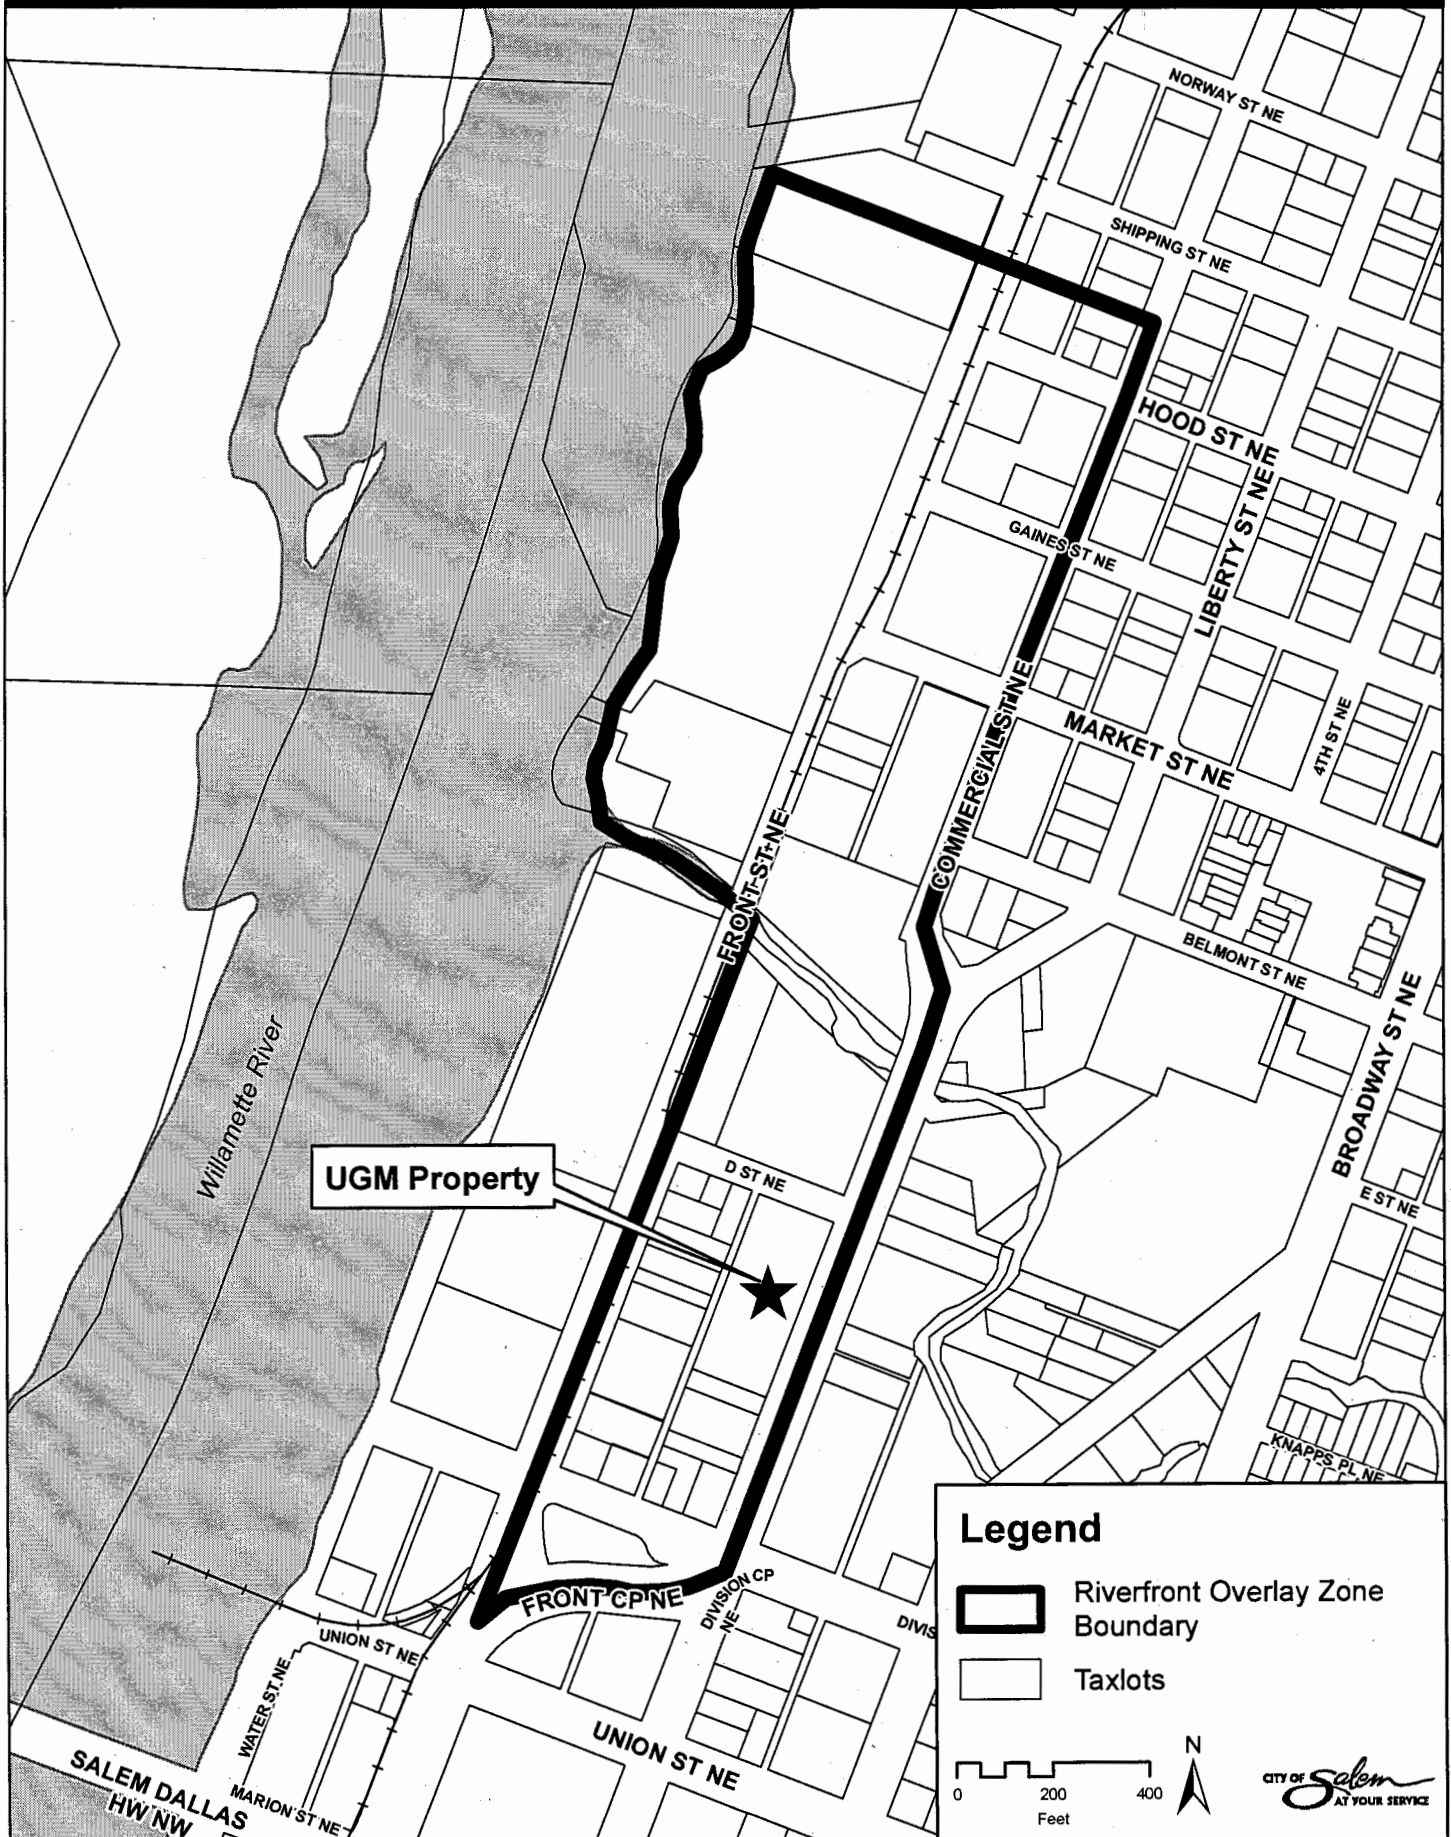 NORWAY ST NE
SHIPPING ST NE
HOOD ST NE
LIBERTY ST NE
GAINES ST NE
COMMERCIAL ST NE
MARKET ST NE
4TH ST NE
FRONT ST NE
BELMONT ST NE
BROADWAY ST NE
Willamette River
UGM Property
D ST NE
E ST NE
KNAPPS PL NE
FRONT CP NE
DIVISION CP
NE
DIVIS
UNION ST NE
WATER ST NE
UNION ST NE
SALEM DALLAS
HW NW
MARION ST NE
Legend
Riverfront Overlay Zone
Boundary
Taxlots
0 200 400
Feet
N
CITY OF Salem
AT YOUR SERVICE